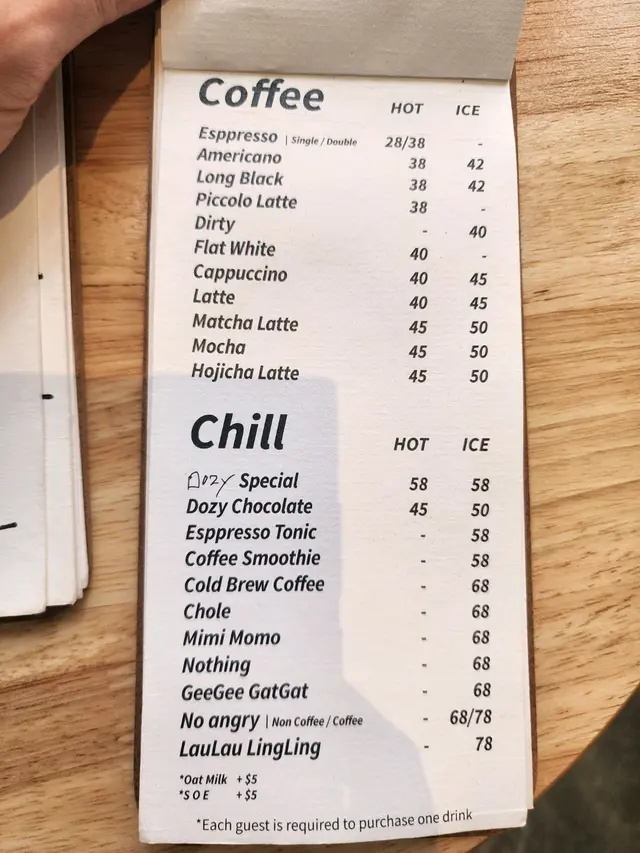 Coffee HOT ICE
Esppresso | Single / Double 28/38 -
Americano 38 42
Long Black 38 42
Piccolo Latte 38 -
Dirty - 40
Flat White 40 -
Cappuccino 40 45
Latte 40 45
Matcha Latte 45 50
Mocha 45 50
Hojicha Latte 45 50
Chill HOT ICE
Dozy Special 58 58
Dozy Chocolate 45 50
Esppresso Tonic - 58
Coffee Smoothie - 58
Cold Brew Coffee - 68
Chole - 68
Mimi Momo - 68
Nothing - 68
GeeGee GatGat - 68
No angry | Non Coffee / Coffee - 68/78
LauLau LingLing - 78
*Oat Milk + $5
*S O E + $5
*Each guest is required to purchase one drink